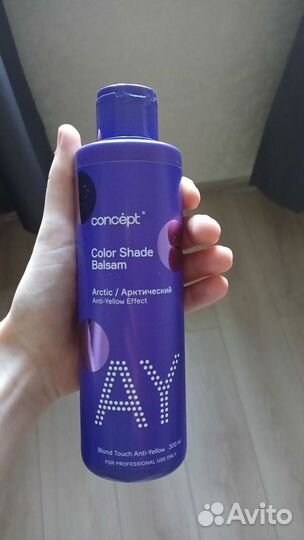 concépt®
Color Shade
Balsam
Arctic / Арктический
Anti-Yellow Effect
AY
Blond Touch Anti-Yellow 300 ml
FOR PROFESSIONAL USE ONLY
Avito